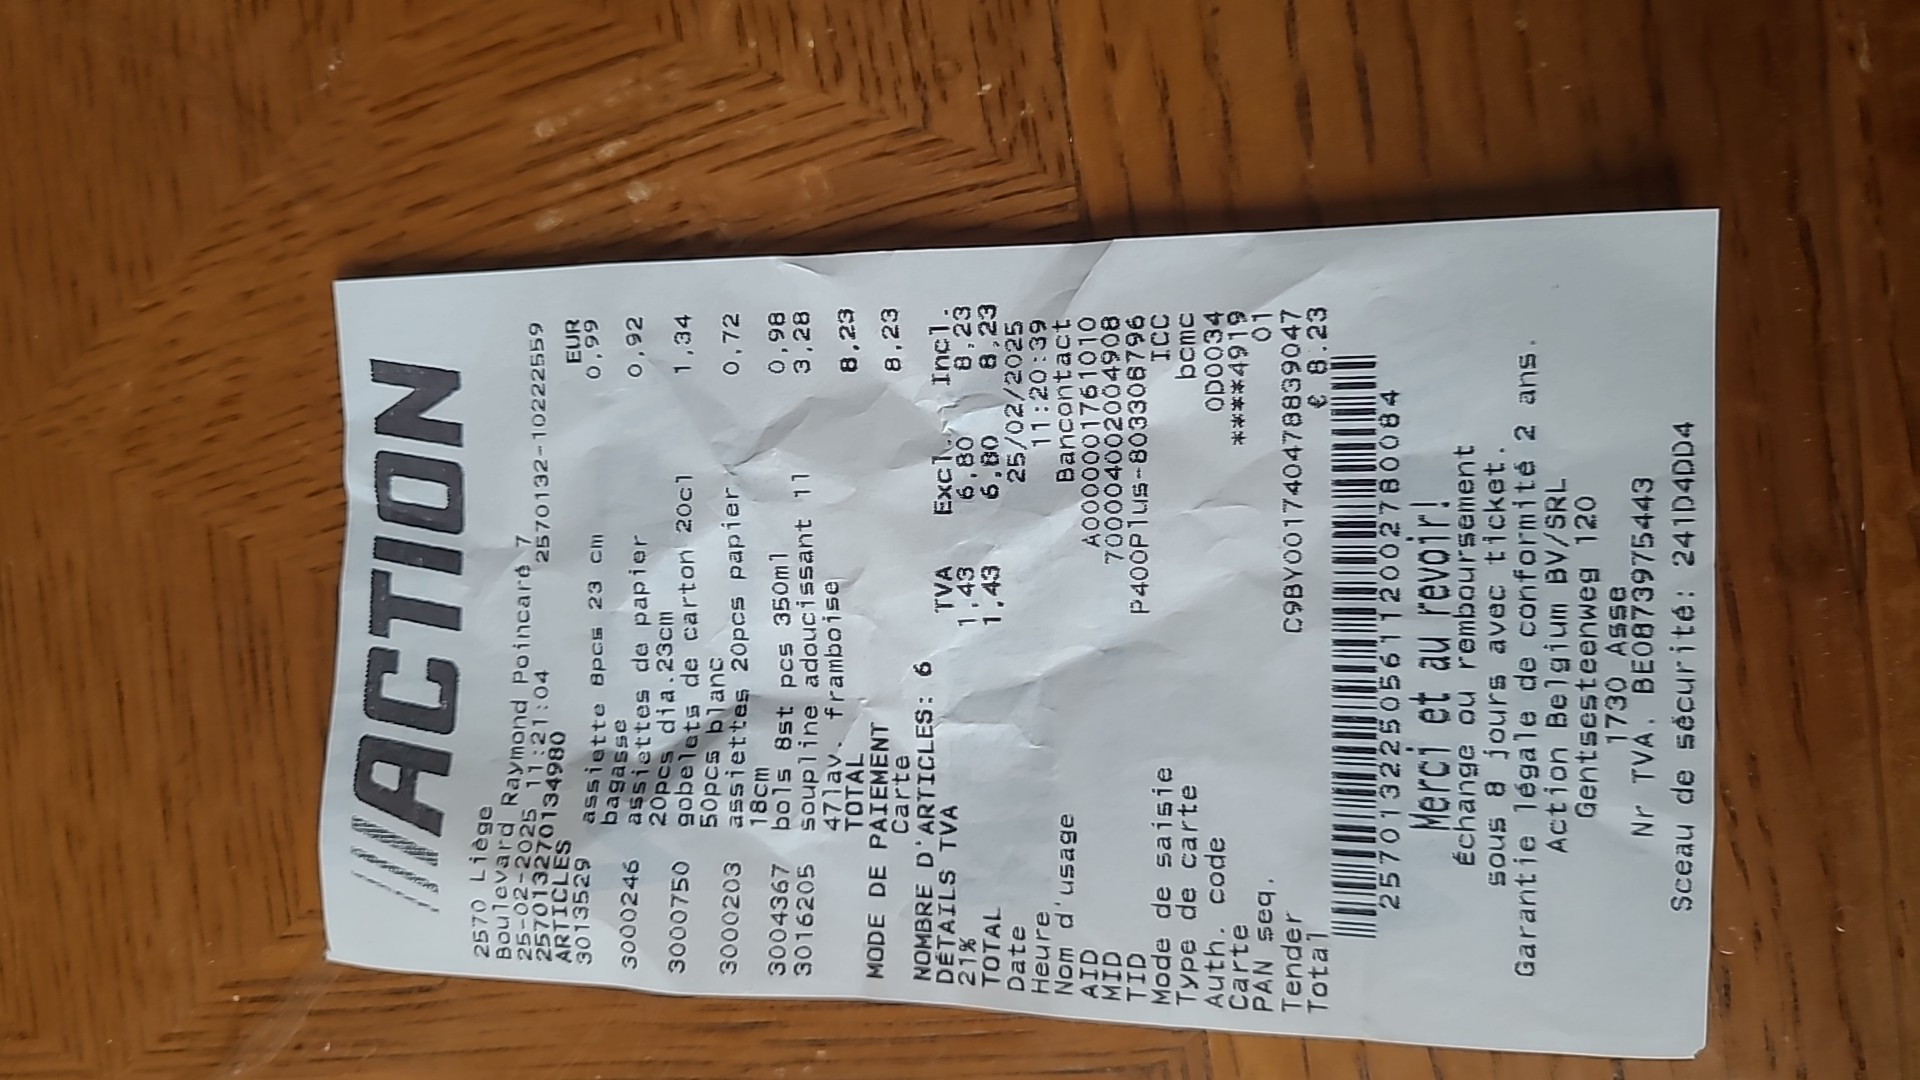 ACTION
2570 Liège
Boulevard Raymond Poincaré 7
25-02-2025 11:21:04 2570132-10222559
257013270134980
ARTICLES EUR
3013529 assiette 8pcs 23 cm 0,99
bagasse
3000246 assiettes de papier 0,92
20pcs dia.23cm
3000750 gobelets de carton 20cl 1,34
50pcs blanc
3000203 assiettes 20pcs papier 0,72
18cm
3004367 bols 8st pcs 350ml 0,98
3016205 soupline adoucissant 1l 3,28
47lav. framboise
TOTAL 8,23
MODE DE PAIEMENT
Carte 8,23
NOMBRE D'ARTICLES: 6
DÉTAILS TVA TVA Excl. Incl.
21% 1,43 6,80 8,23
TOTAL 1,43 6,80 8,23
Date 25/02/2025
Heure 11:20:39
Nom d'usage Bancontact
AID A0000001761010
MID 70000400200490B
TID P400Plus-803308796
Mode de saisie ICC
Type de carte bcmc
Auth. code 0D0034
Carte ****4919
PAN seq. 01
Tender C9BY001740478839047
Total € 8.23
257013225056112002780084
Merci et au revoir!
Échange ou remboursement
sous 8 jours avec ticket.
Garantie légale de conformité 2 ans.
Action Belgium BV/SRL
Gentsesteenweg 120
1730 Asse
Nr TVA. BE0873975443
Sceau de sécurité: 241D4DD4